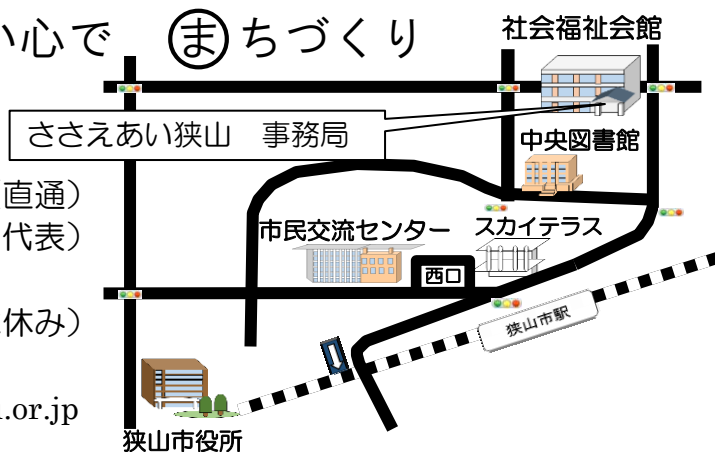 い心で ㋮ちづくり
社会福祉会館
ささえあい狭山 事務局
中央図書館
直通）
代表）
市民交流センター スカイテラス
西口
休み）
狭山市駅
.or.jp
狭山市役所